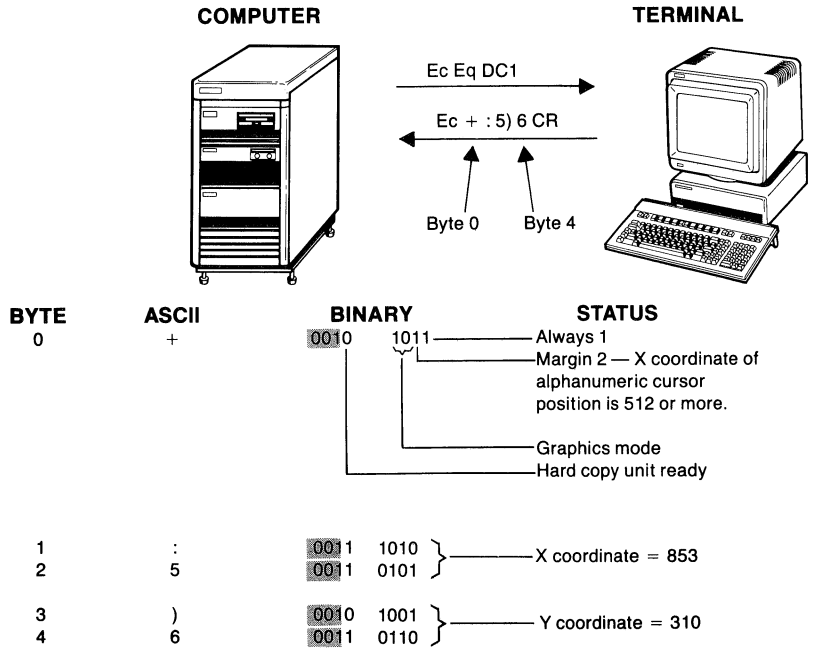 COMPUTER TERMINAL
Ec Eq DC1
Ec + : 5) 6 CR
Byte 0 Byte 4
BYTE ASCII BINARY STATUS
0 + 0010 1011 Always 1
Margin 2 — X coordinate of
alphanumeric cursor
position is 512 or more.
Graphics mode
Hard copy unit ready
1 : 0011 1010
X coordinate = 853
2 5 0011 0101
3 ) 0010 1001
Y coordinate = 310
4 6 0011 0110